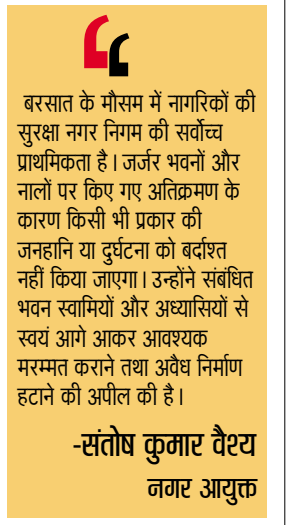 “
बरसात के मौसम में नागरिकों की
सुरक्षा नगर निगम की सर्वोच्च
प्राथमिकता है। जर्जर भवनों और
नालों पर किए गए अतिक्रमण के
कारण किसी भी प्रकार की
जनहानि या दुर्घटना को बर्दाश्त
नहीं किया जाएगा। उन्होंने संबंधित
भवन स्वामियों और अध्यासियों से
स्वयं आगे आकर आवश्यक
मरम्मत कराने तथा अवैध निर्माण
हटाने की अपील की है।
-संतोष कुमार वैश्य
नगर आयुक्त